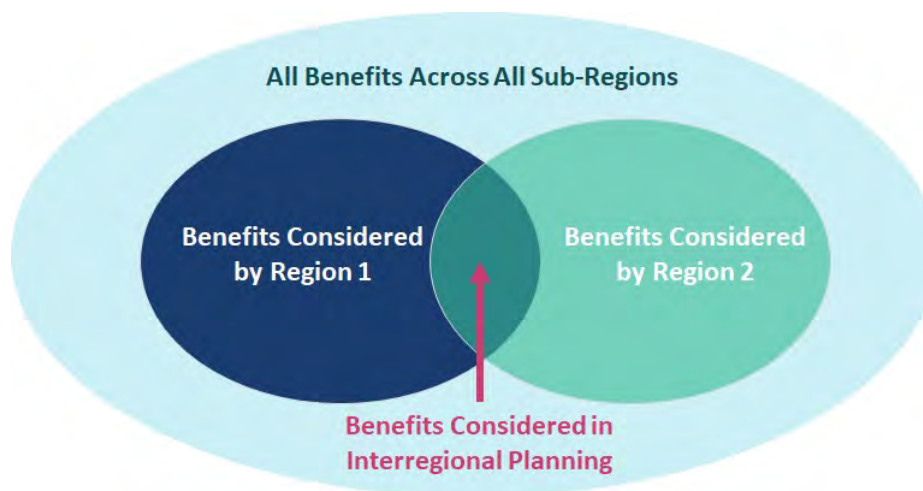 All Benefits Across All Sub-Regions
Benefits Considered
by Region 1
Benefits Considered
by Region 2
Benefits Considered in
Interregional Planning